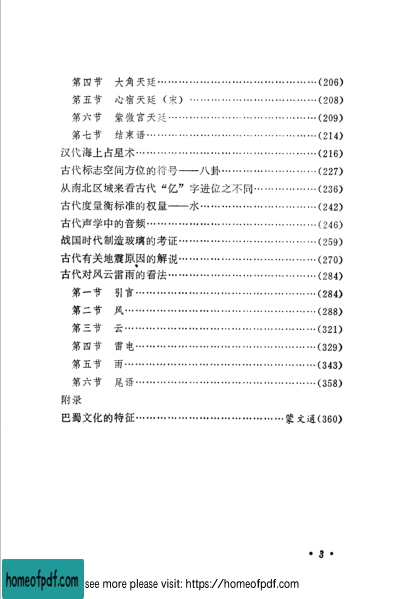 第四节 大角天廷……………………………………(206)
第五节 心宿天廷(宋)……………………………(208)
第六节 紫微宫天廷…………………………………(209)
第七节 结束语………………………………………(214)
汉代海上占星术………………………………………(216)
古代标志空间方位的符号——八卦…………………(227)
从南北区域来看古代“亿”字进位之不同…………(236)
古代度量衡标准的权量——水………………………(242)
古代声学中的音频……………………………………(246)
战国时代制造玻璃的考证……………………………(259)
古代有关地震原因的解说……………………………(270)
古代对风云雷雨的看法………………………………(284)
第一节 引言…………………………………………(284)
第二节 风……………………………………………(288)
第三节 云……………………………………………(321)
第四节 雷电…………………………………………(329)
第五节 雨……………………………………………(343)
第六节 尾语…………………………………………(358)
附录
巴蜀文化的特征………………………………蒙文通(360)
· 3 ·
homeofpdf.com see more please visit: https://homeofpdf.com